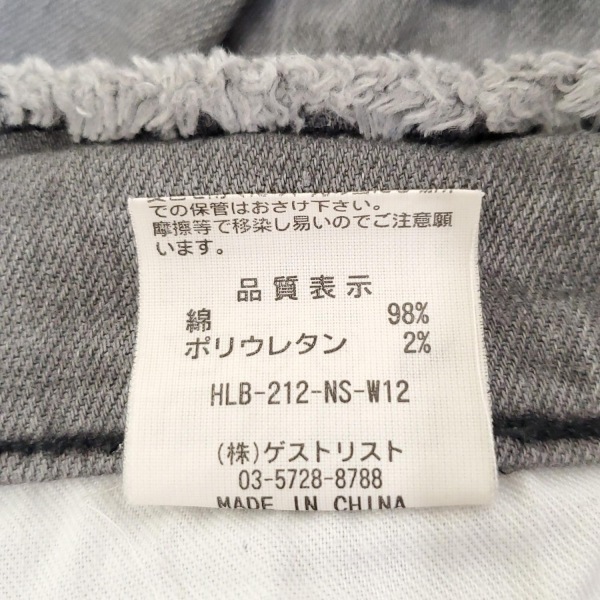 での保管はおさけ下さい。
摩擦等で移染し易いのでご注意願
います。
品質表示
綿 98%
ポリウレタン 2%
HLB-212-NS-W12
(株)ゲストリスト
03-5728-8788
MADE IN CHINA